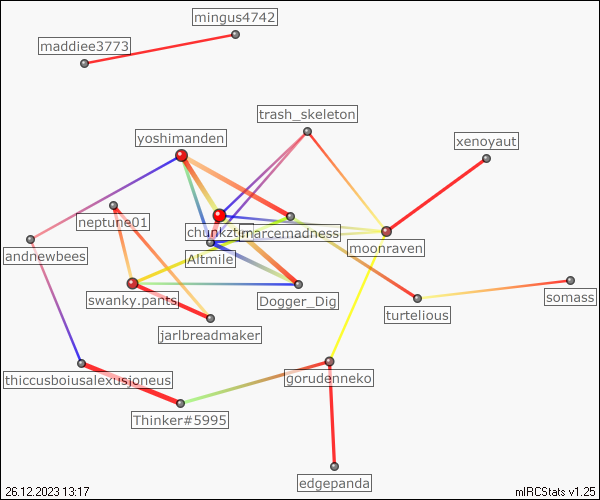 mingus4742
maddiee3773
trash_skeleton
yoshimanden
xenoyaut
neptune01
marcemadness
moonraven
andnewbees
Altmile
swanky.pants
Dogger_Dig
somass
turtelious
jarlbreadmaker
thiccusboiusalexusjoneus
gorudenneko
Thinker#5995
edgepanda
26.12.2023 13:17
mIRCStats v1.25